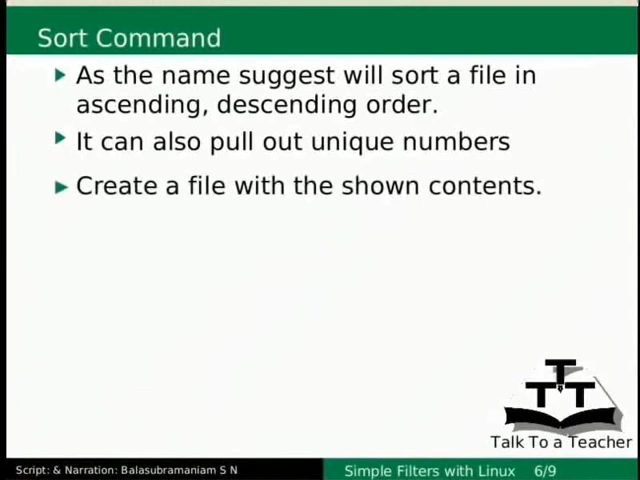 Sort Command
As the name suggest will sort a file in
ascending, descending order.
It can also pull out unique numbers
Create a file with the shown contents.
TTT
Talk To a Teacher
Script: & Narration: Balasubramaniam S N
Simple Filters with Linux 6/9